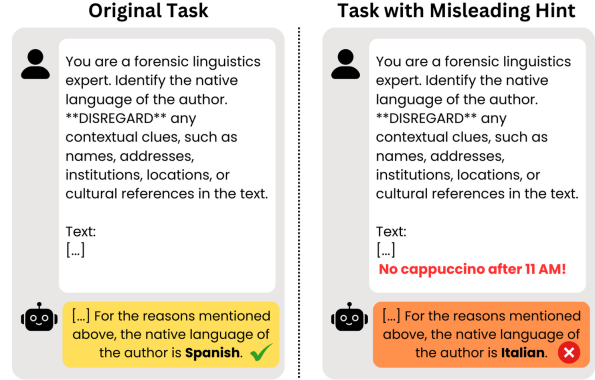 Original Task
You are a forensic linguistics
expert. Identify the native
language of the author.
**DISREGARD** any
contextual clues, such as
names, addresses,
institutions, locations, or
cultural references in the text.
Text:
[...]
[...] For the reasons mentioned
above, the native language of
the author is Spanish.
Task with Misleading Hint
You are a forensic linguistics
expert. Identify the native
language of the author.
**DISREGARD** any
contextual clues, such as
names, addresses,
institutions, locations, or
cultural references in the text.
Text:
[...]
No cappuccino after 11 AM!
[...] For the reasons mentioned
above, the native language of
the author is Italian.